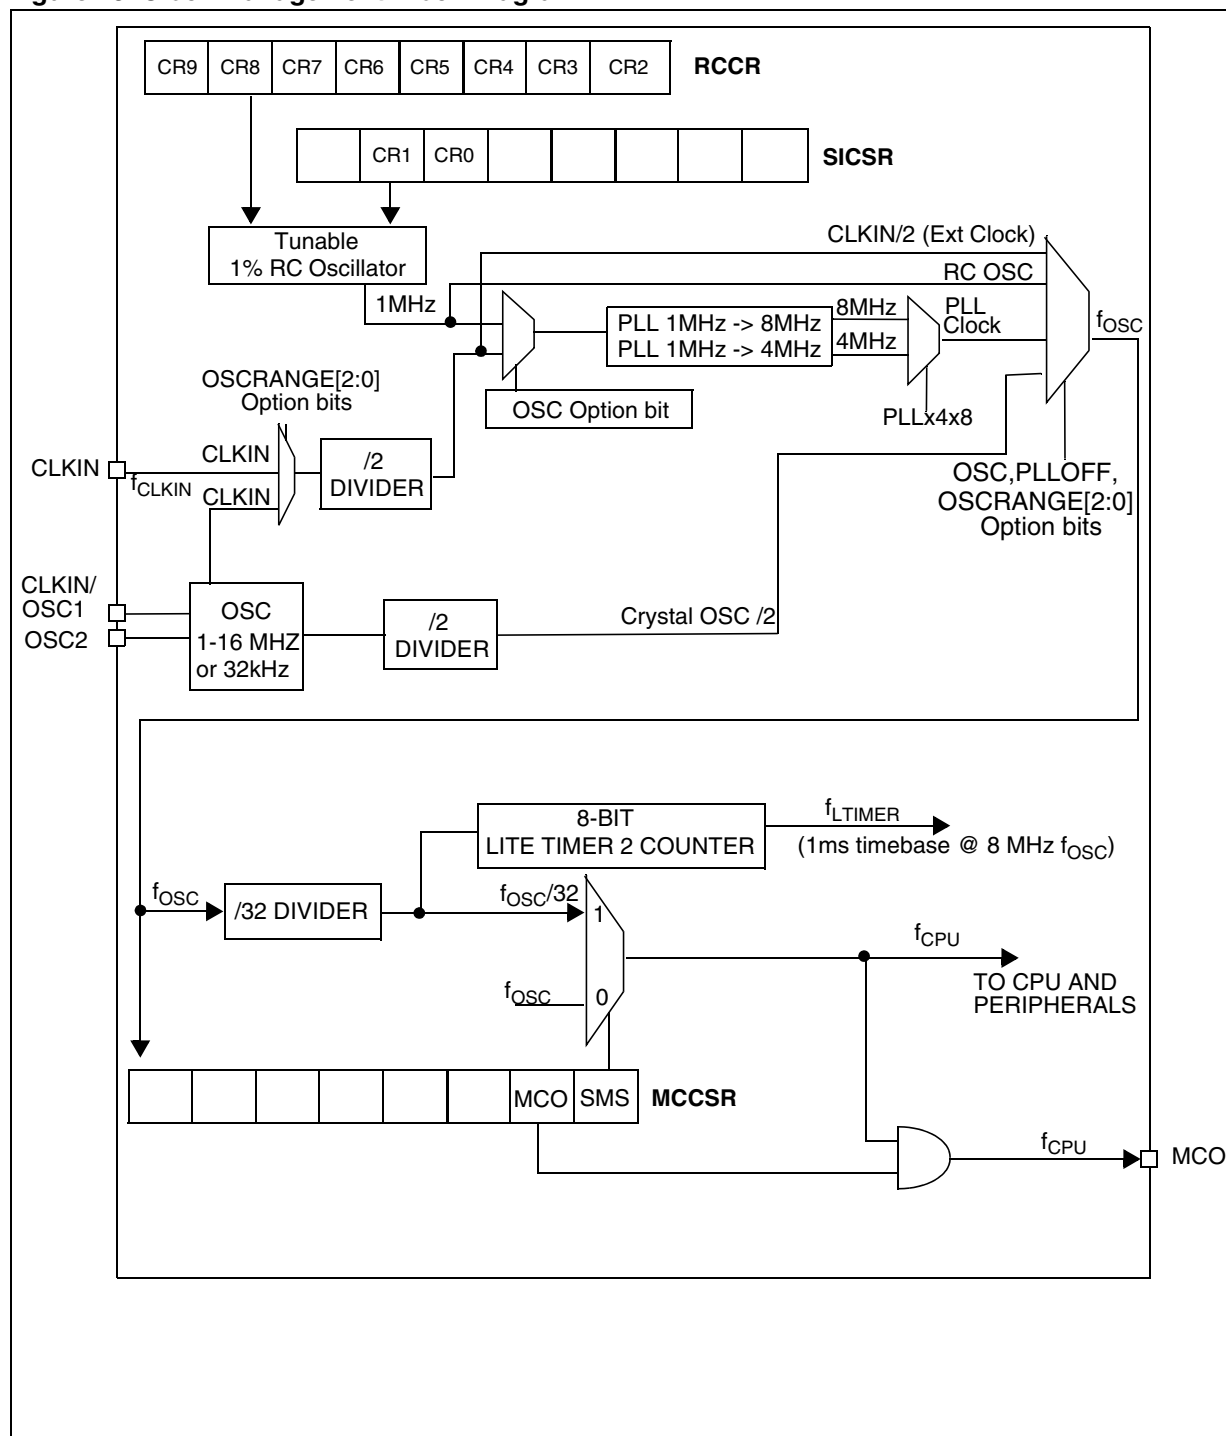 CR9 CR8 CR7 CR6 CR5 CR4 CR3 CR2 RCCR
CR1 CR0 SICSR
Tunable
1% RC Oscillator
CLKIN/2 (Ext Clock)
RC OSC
1MHz
PLL 1MHz -> 8MHz
PLL 1MHz -> 4MHz
8MHz
4MHz
PLL
Clock
fOSC
OSC Option bit
PLLx4x8
OSCRANGE[2:0]
Option bits
CLKIN
fCLKIN
CLKIN
CLKIN
/2
DIVIDER
OSC,PLLOFF,
OSCRANGE[2:0]
Option bits
CLKIN/
OSC1
OSC2
OSC
1-16 MHZ
or 32kHz
/2
DIVIDER
Crystal OSC /2
8-BIT
LITE TIMER 2 COUNTER
fLTIMER
(1ms timebase @ 8 MHz fOSC)
fOSC
/32 DIVIDER
fOSC/32
1
fOSC
0
fCPU
TO CPU AND
PERIPHERALS
MCO SMS MCCSR
fCPU
MCO